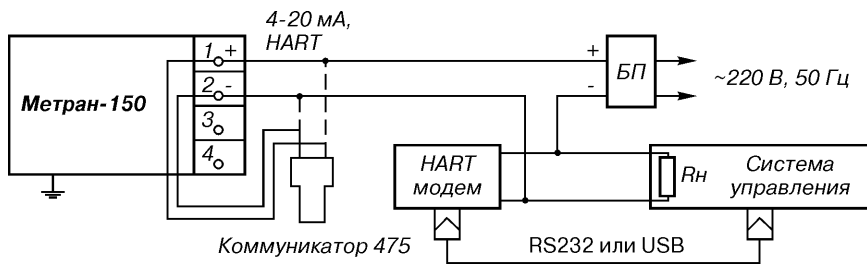 4-20 мА,
HART
1 +
2 -
3
4
Метран-150
+
-
БП
~220 В, 50 Гц
HART
модем
Rн
Система
управления
Коммуникатор 475
RS232 или USB